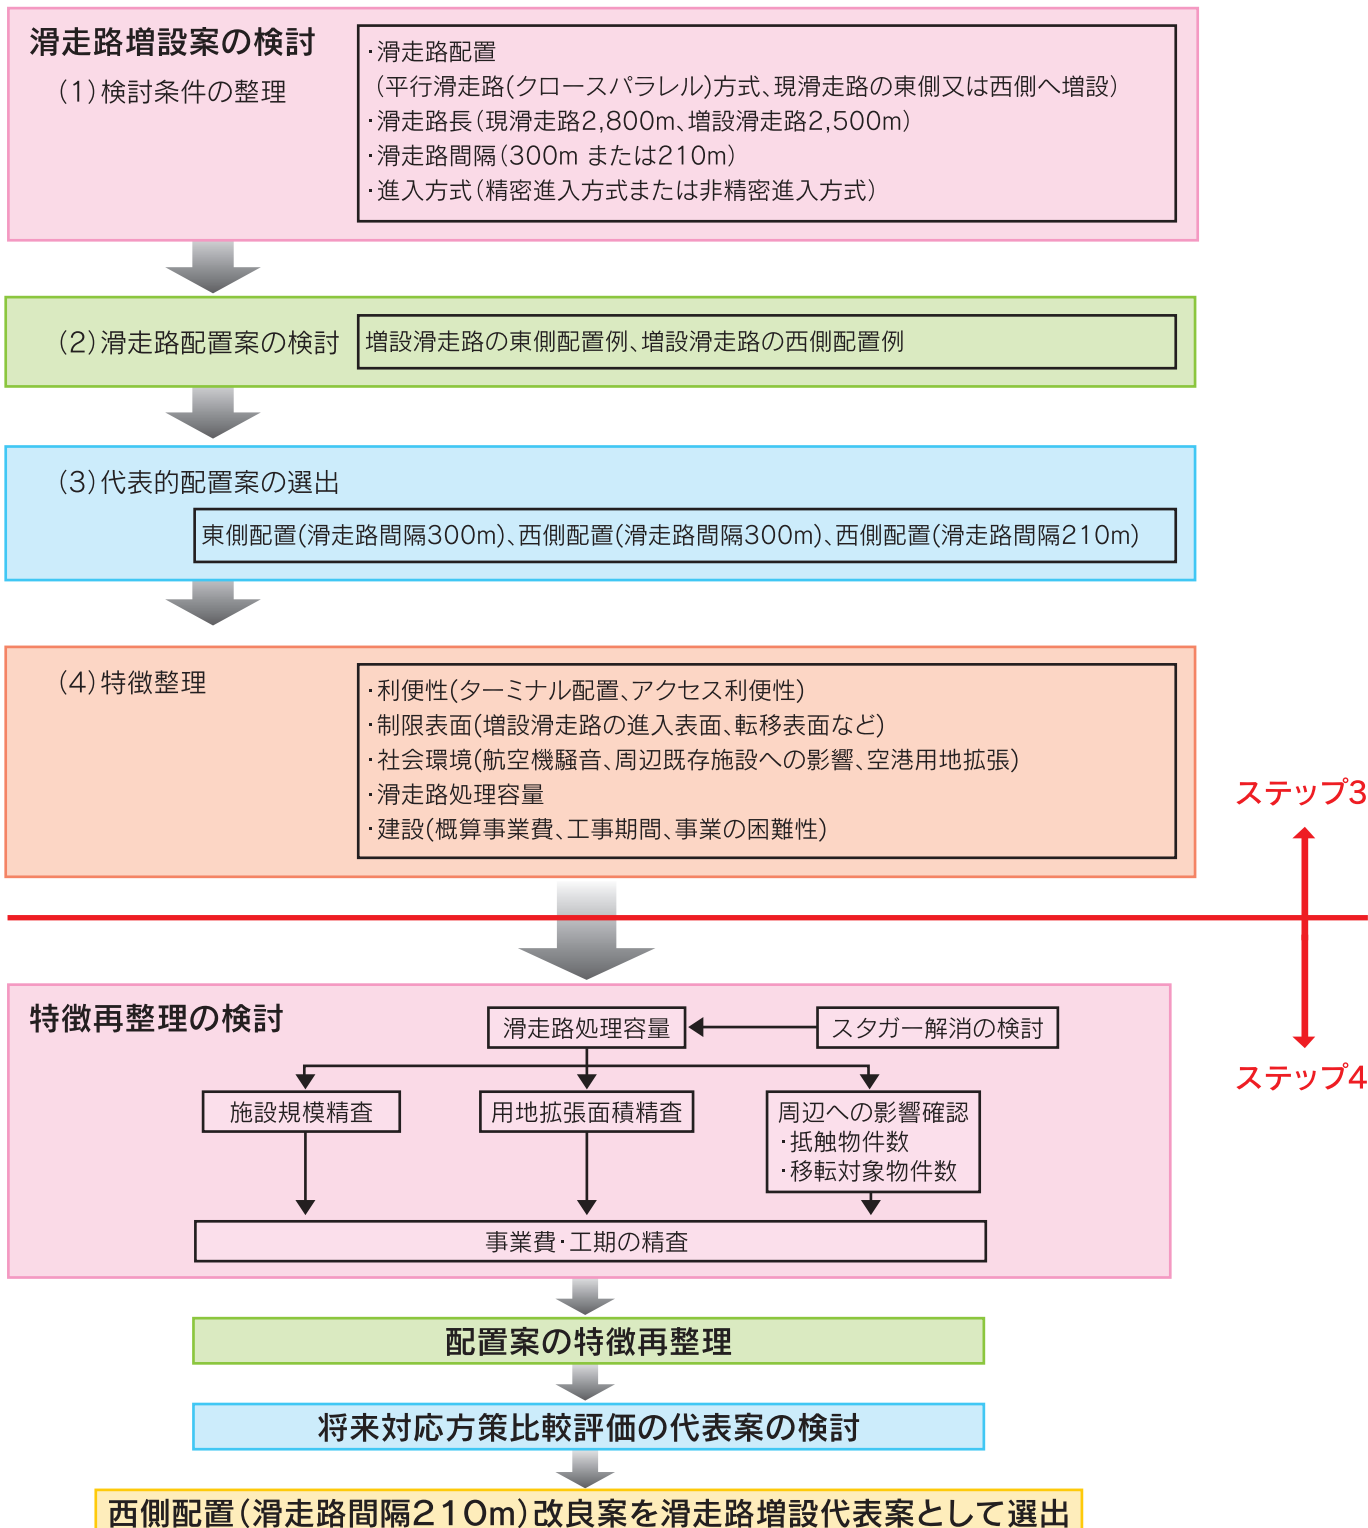 滑走路増設案の検討
(1)検討条件の整理
・滑走路配置
(平行滑走路(クロースパラレル)方式、現滑走路の東側又は西側へ増設)
・滑走路長(現滑走路2,800m、増設滑走路2,500m)
・滑走路間隔(300m または210m)
・進入方式(精密進入方式または非精密進入方式)
(2)滑走路配置案の検討
増設滑走路の東側配置例、増設滑走路の西側配置例
(3)代表的配置案の選出
東側配置(滑走路間隔300m)、西側配置(滑走路間隔300m)、西側配置(滑走路間隔210m)
(4)特徴整理
・利便性(ターミナル配置、アクセス利便性)
・制限表面(増設滑走路の進入表面、転移表面など)
・社会環境(航空機騒音、周辺既存施設への影響、空港用地拡張)
・滑走路処理容量
・建設(概算事業費、工事期間、事業の困難性)
ステップ3
ステップ4
特徴再整理の検討
滑走路処理容量
スタガー解消の検討
施設規模精査
用地拡張面積精査
周辺への影響確認
・抵触物件数
・移転対象物件数
事業費・工期の精査
配置案の特徴再整理
将来対応方策比較評価の代表案の検討
西側配置(滑走路間隔210m)改良案を滑走路増設代表案として選出